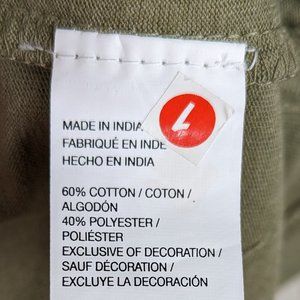 MADE IN INDIA
FABRIQUÉ EN INDE
HECHO EN INDIA
60% COTTON / COTON /
ALGODÓN
40% POLYESTER /
POLIÉSTER
EXCLUSIVE OF DECORATION /
SAUF DÉCORATION /
EXCLUYE LA DECORACIÓN